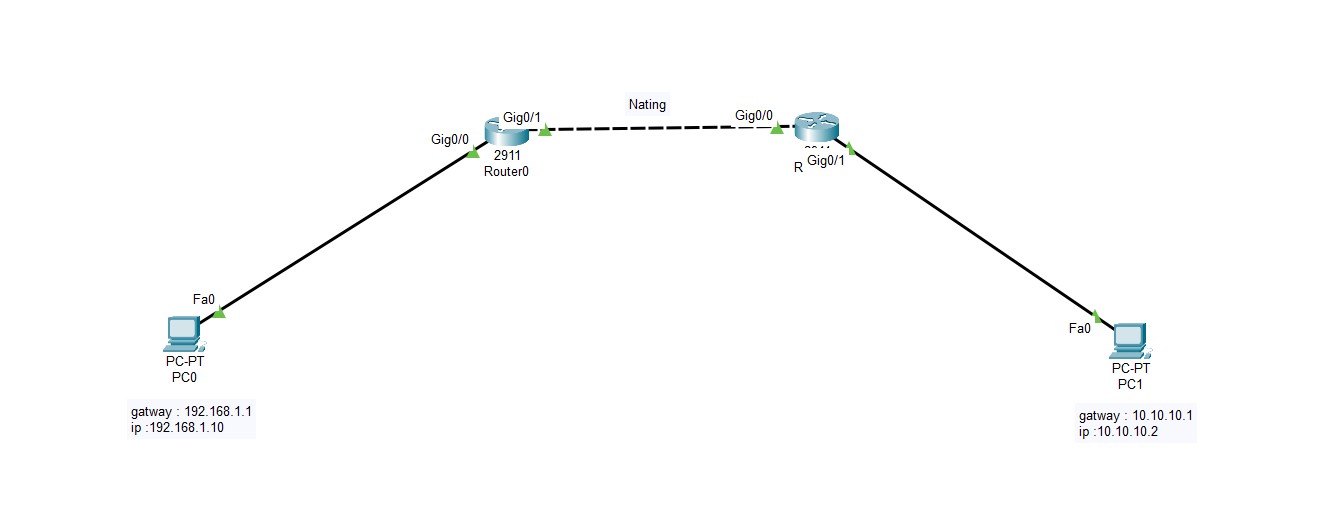 Nating
Gig0/1
Gig0/0
Gig0/0
2911
Router0
R
Gig0/1
Fa0
PC-PT
PC0
gatway : 192.168.1.1
ip :192.168.1.10
Fa0
PC-PT
PC1
gatway : 10.10.10.1
ip :10.10.10.2